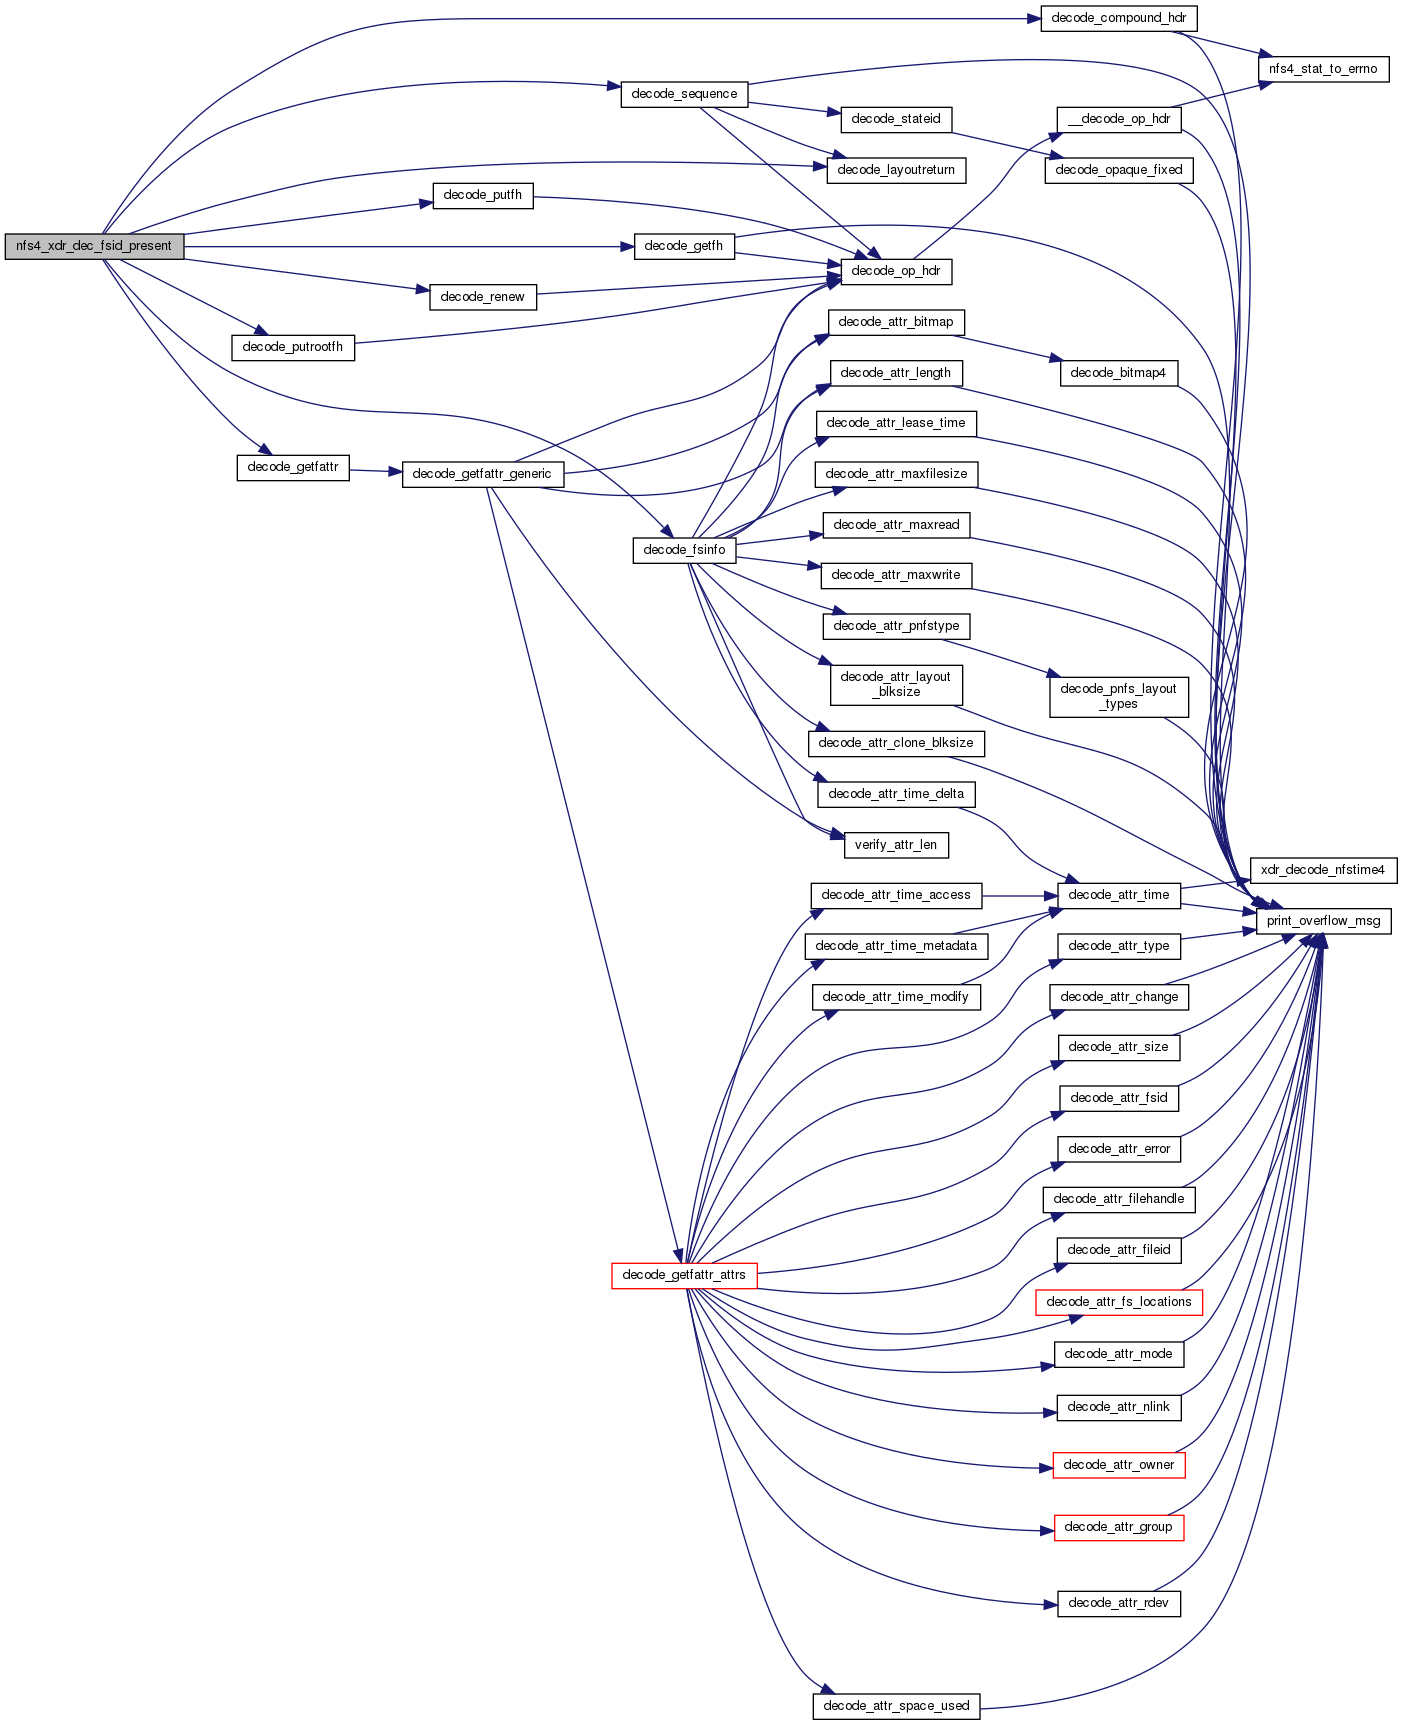 decode_compound_hdr
nfs4_stat_to_errno
decode_sequence
decode_stateid
__decode_op_hdr
decode_layoutreturn
decode_opaque_fixed
decode_putfh
nfs4_xdr_dec_fsid_present
decode_getfh
decode_op_hdr
decode_renew
decode_attr_bitmap
decode_putrootfh
decode_attr_length
decode_bitmap4
decode_attr_lease_time
decode_getfattr
decode_getfattr_generic
decode_attr_maxfilesize
decode_attr_maxread
decode_fsinfo
decode_attr_maxwrite
decode_attr_pnfstype
decode_attr_layout
_blksize
decode_pnfs_layout
_types
decode_attr_clone_blksize
decode_attr_time_delta
verify_attr_len
xdr_decode_nfstime4
decode_attr_time_access
decode_attr_time
print_overflow_msg
decode_attr_time_metadata
decode_attr_type
decode_attr_time_modify
decode_attr_change
decode_attr_size
decode_attr_fsid
decode_attr_error
decode_attr_filehandle
decode_attr_fileid
decode_getfattr_attrs
decode_attr_fs_locations
decode_attr_mode
decode_attr_nlink
decode_attr_owner
decode_attr_group
decode_attr_rdev
decode_attr_space_used